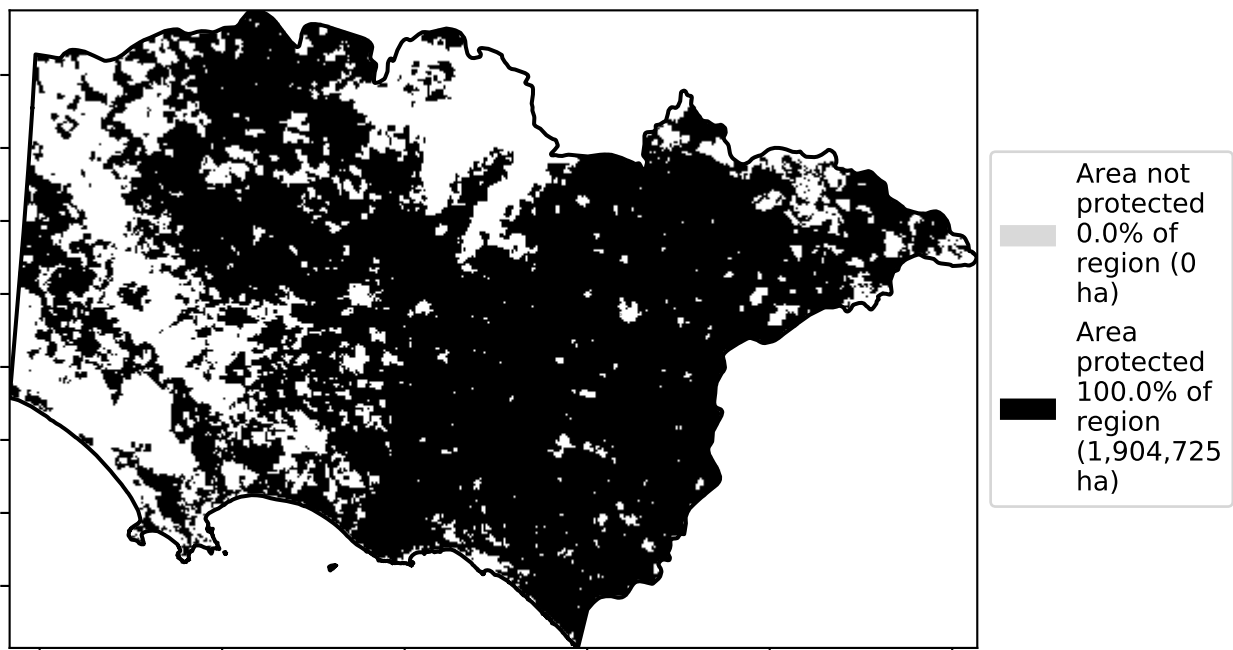 Area not
protected
0.0% of
region (0
ha)
Area
protected
100.0% of
region
(1,904,725
ha)